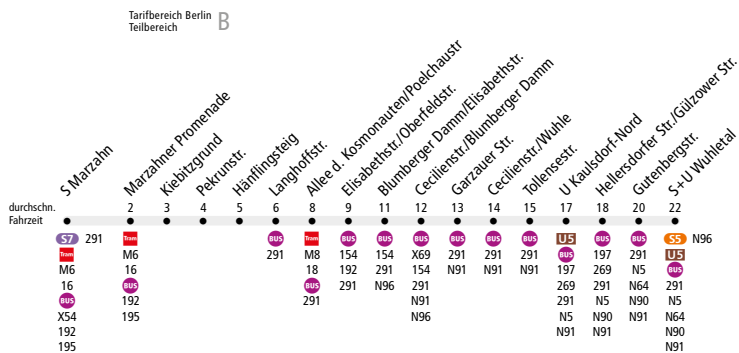 Tarifbereich Berlin
Teilbereich
B
S Marzahn
Marzahner Promenade
Kiebitzgrund
Pekrunstr.
Hänflingsteig
Langhoffstr.
Allee d. Kosmonauten/Poelchaustr
Elisabethstr./Oberfeldstr.
Blumberger Damm/Elisabethstr.
Cecilienstr./Blumberger Damm
Garzauer Str.
Cecilienstr./Wuhle
Tollensestr.
U Kaulsdorf-Nord
Hellersdorfer Str./Gülzower Str.
Gutenbergstr.
S+U Wuhletal
durchschn.
Fahrzeit
2 3 4 5 6 8 9 11 12 13 14 15 17 18 20 22
S7 291
Tram
M6
16
BUS
X54
192
195
Tram
M6
16
BUS
192
195
BUS
291
Tram
M8
18
BUS
291
BUS
154
192
291
BUS
154
291
N96
BUS
X69
154
291
N91
N96
BUS
291
N91
BUS
291
N91
BUS
291
N91
U5
BUS
197
269
291
N5
N91
BUS
197
269
291
N5
N90
N91
BUS
291
N5
N64
N90
N91
S5 N96
U5
BUS
291
N5
N64
N90
N91